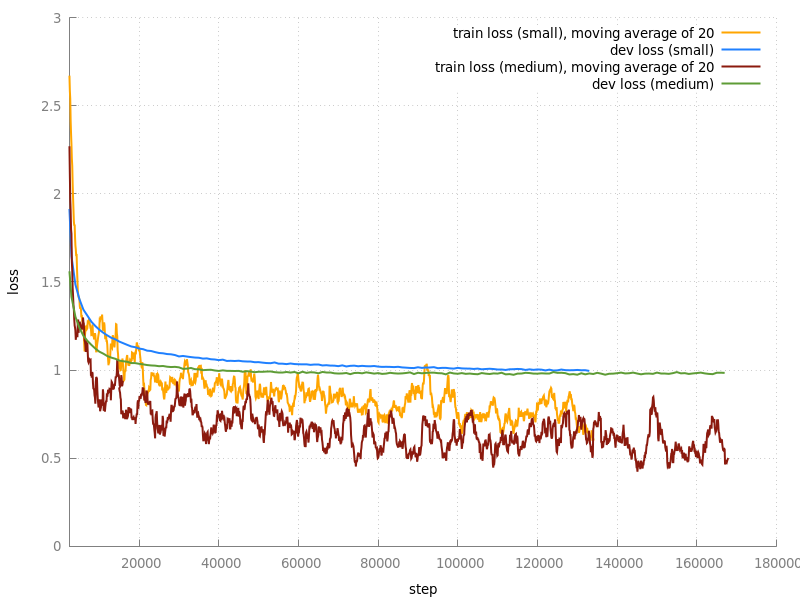 3
2.5
2
1.5
1
0.5
0
loss
train loss (small), moving average of 20
dev loss (small)
train loss (medium), moving average of 20
dev loss (medium)
20000 40000 60000 80000 100000 120000 140000 160000 180000
step